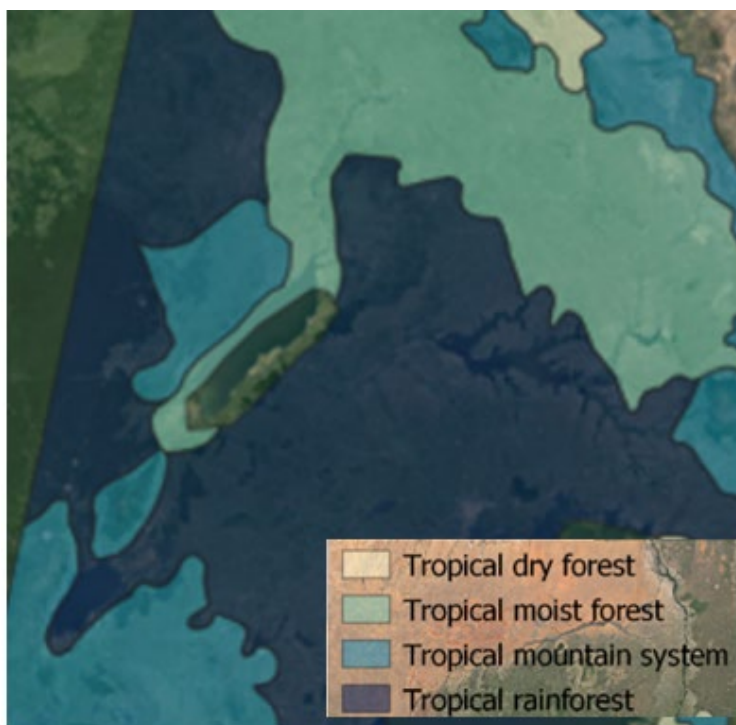 Tropical dry forest
Tropical moist forest
Tropical mountain system
Tropical rainforest